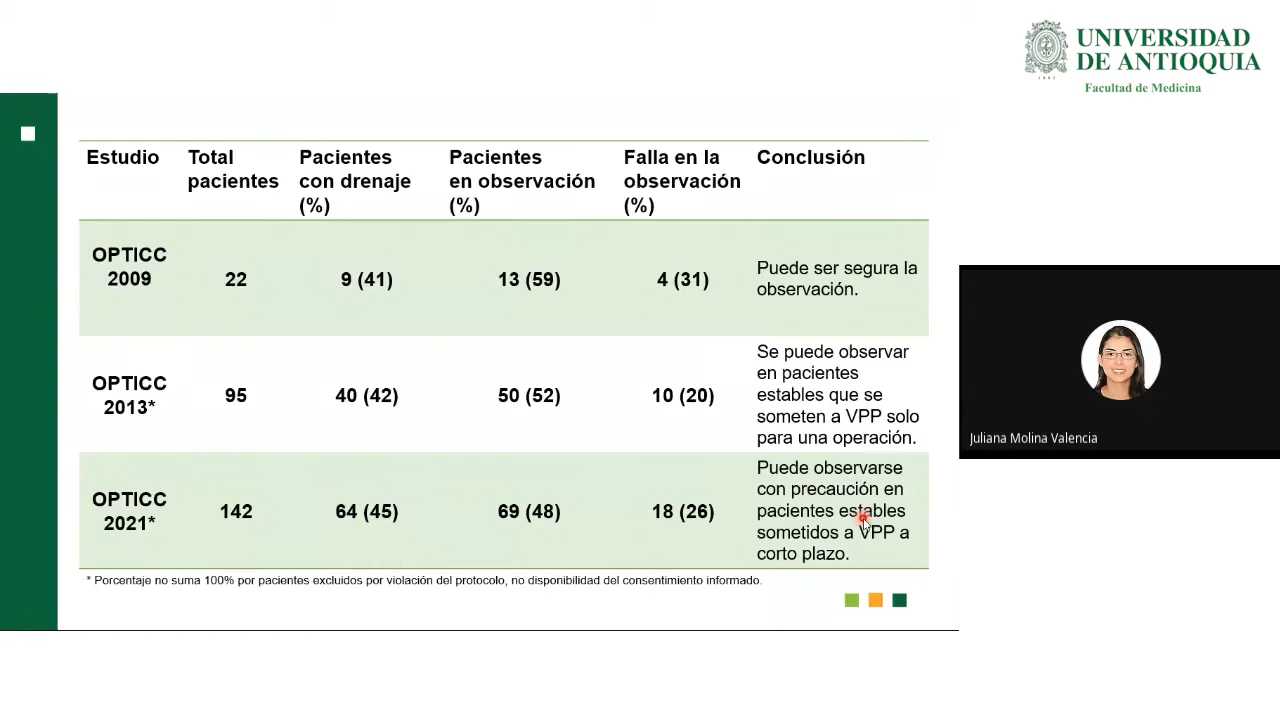 UNIVERSIDAD
DE ANTIOQUIA
Facultad de Medicina
1803
Estudio
Total
pacientes
Pacientes
con drenaje
(%)
Pacientes
en observación
(%)
Falla en la
observación
(%)
Conclusión
OPTICC
2009
22
9 (41)
13 (59)
4 (31)
Puede ser segura la
observación.
OPTICC
2013*
95
40 (42)
50 (52)
10 (20)
Se puede observar
en pacientes
estables que se
someten a VPP solo
para una operación.
OPTICC
2021*
142
64 (45)
69 (48)
18 (26)
Puede observarse
con precaución en
pacientes estables
sometidos a VPP a
corto plazo.
* Porcentaje no suma 100% por pacientes excluidos por violación del protocolo, no disponibilidad del consentimiento informado.
Juliana Molina Valencia